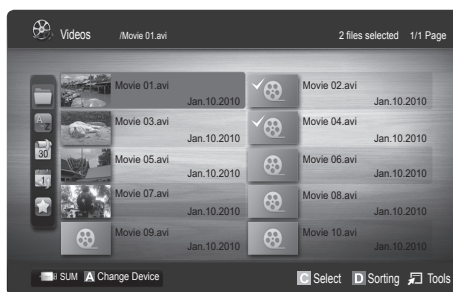 Videos /Movie 01.avi 2 files selected 1/1 Page
Movie 01.avi Movie 02.avi
Jan.10.2010 Jan.10.2010
Movie 03.avi Movie 04.avi
Jan.10.2010 Jan.10.2010
Movie 05.avi Movie 06.avi
Jan.10.2010 Jan.10.2010
Movie 07.avi Movie 08.avi
Jan.10.2010 Jan.10.2010
Movie 09.avi Movie 10.avi
Jan.10.2010 Jan.10.2010
A Z
30
1
SUM A Change Device C Select D Sorting Tools